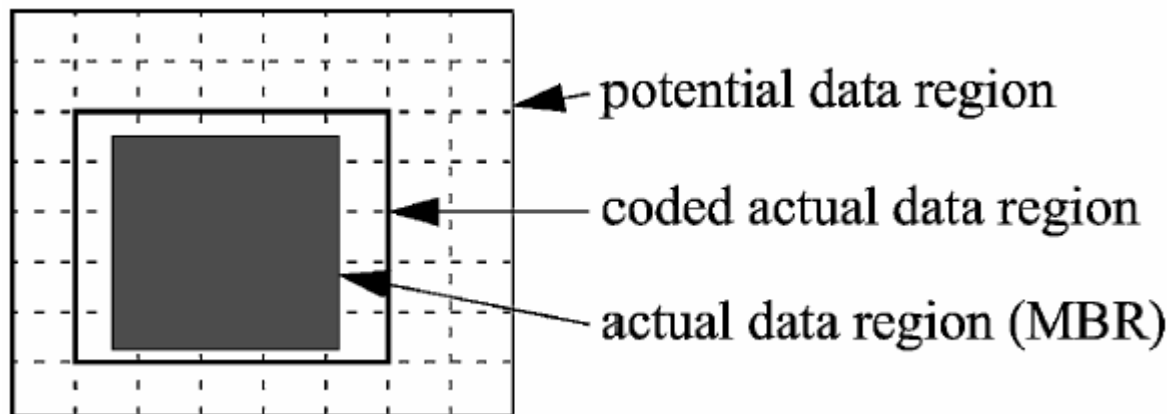 potential data region
coded actual data region
actual data region (MBR)